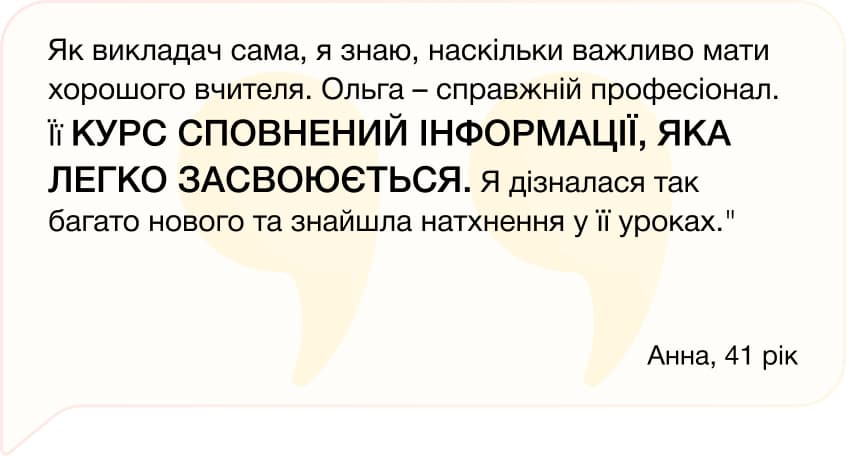 Як викладач сама, я знаю, наскільки важливо мати
хорошого вчителя. Ольга – справжній професіонал.
Її КУРС СПОВНЕНИЙ ІНФОРМАЦІЇ, ЯКА
ЛЕГКО ЗАСВОЮЄТЬСЯ. Я дізналася так
багато нового та знайшла натхнення у її уроках."
Анна, 41 рік